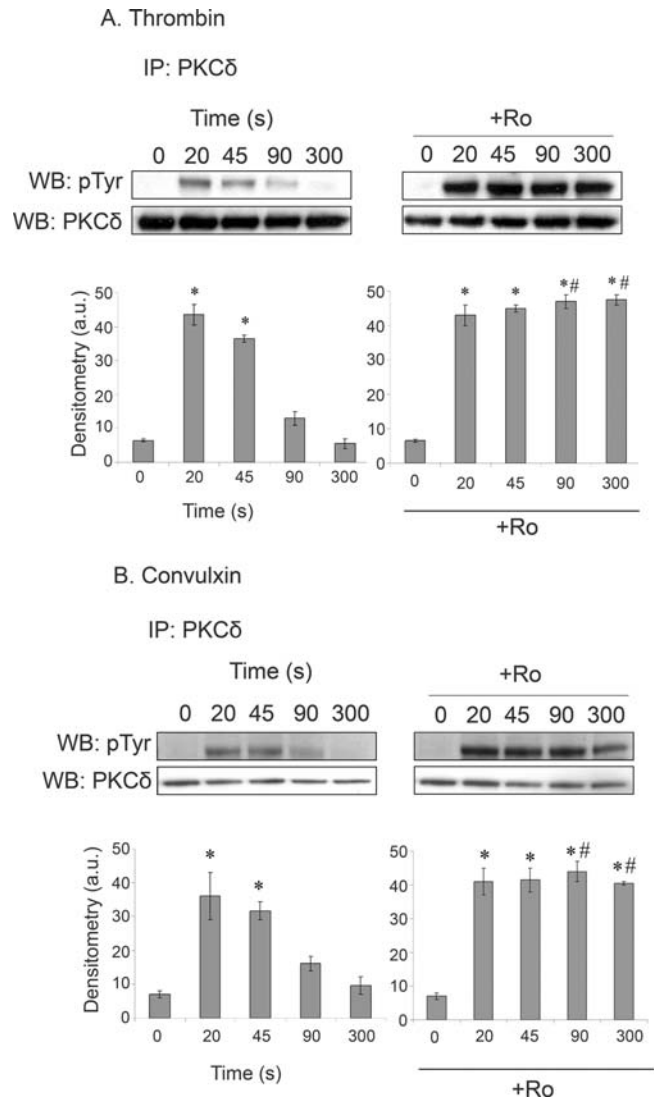 A. Thrombin
IP: PKCδ
Time (s)
0 20 45 90 300
WB: pTyr
WB: PKCδ
+Ro
0 20 45 90 300
Densitometry (a.u.)
50
40
30
20
10
0
* *
0 20 45 90 300
Time (s)
50
40
30
20
10
0
* * *# *#
0 20 45 90 300
+Ro
B. Convulxin
IP: PKCδ
Time (s)
0 20 45 90 300
WB: pTyr
WB: PKCδ
+Ro
0 20 45 90 300
Densitometry (a.u.)
50
40
30
20
10
0
* *
0 20 45 90 300
Time (s)
50
40
30
20
10
0
* * *# *#
0 20 45 90 300
+Ro